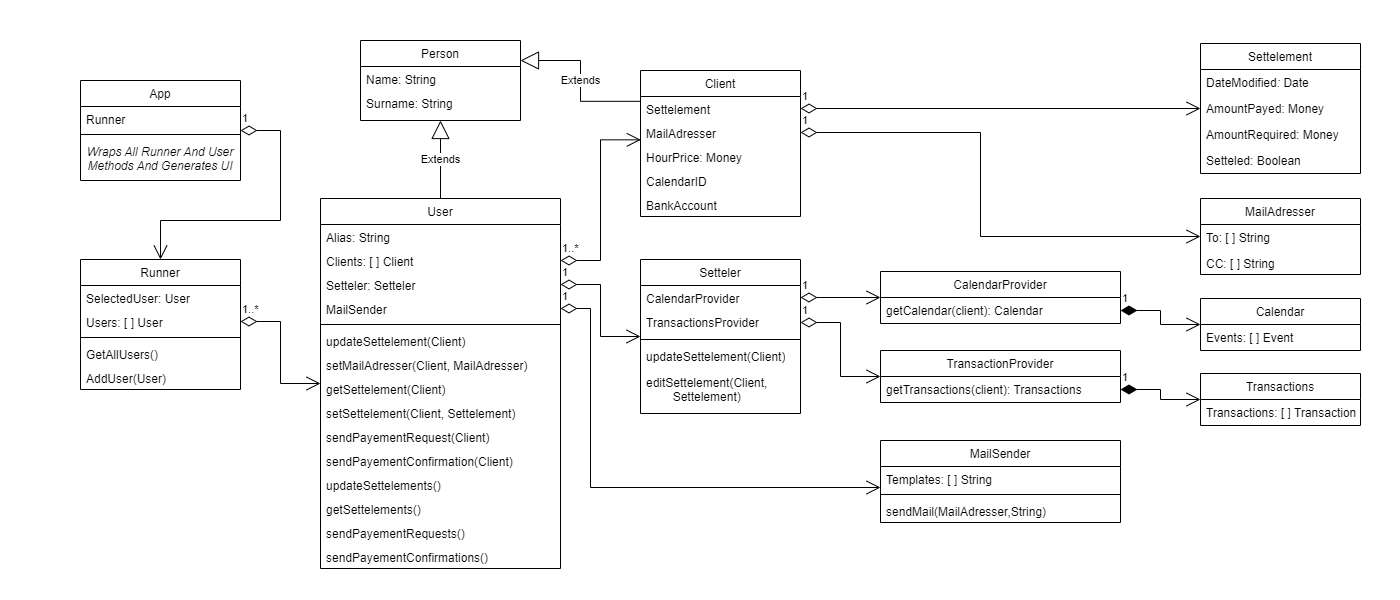 Person
Name: String
Surname: String
Extends
Extends
App
Runner
Wraps All Runner And User
Methods And Generates UI
1
Runner
SelectedUser: User
Users: [ ] User
GetAllUsers()
AddUser(User)
1..*
User
Alias: String
Clients: [ ] Client
Setteler: Setteler
MailSender
updateSettelement(Client)
setMailAdresser(Client, MailAdresser)
getSettelement(Client)
setSettelement(Client, Settelement)
sendPayementRequest(Client)
sendPayementConfirmation(Client)
updateSettelements()
getSettelements()
sendPayementRequests()
sendPayementConfirmations()
1..*
1
1
Client
Settelement
MailAdresser
HourPrice: Money
CalendarID
BankAccount
1
1
Setteler
CalendarProvider
TransactionsProvider
updateSettelement(Client)
editSettelement(Client,
Settelement)
1
1
CalendarProvider
getCalendar(client): Calendar
1
TransactionProvider
getTransactions(client): Transactions
1
MailSender
Templates: [ ] String
sendMail(MailAdresser,String)
Settelement
DateModified: Date
AmountPayed: Money
AmountRequired: Money
Setteled: Boolean
MailAdresser
To: [ ] String
CC: [ ] String
Calendar
Events: [ ] Event
Transactions
Transactions: [ ] Transaction